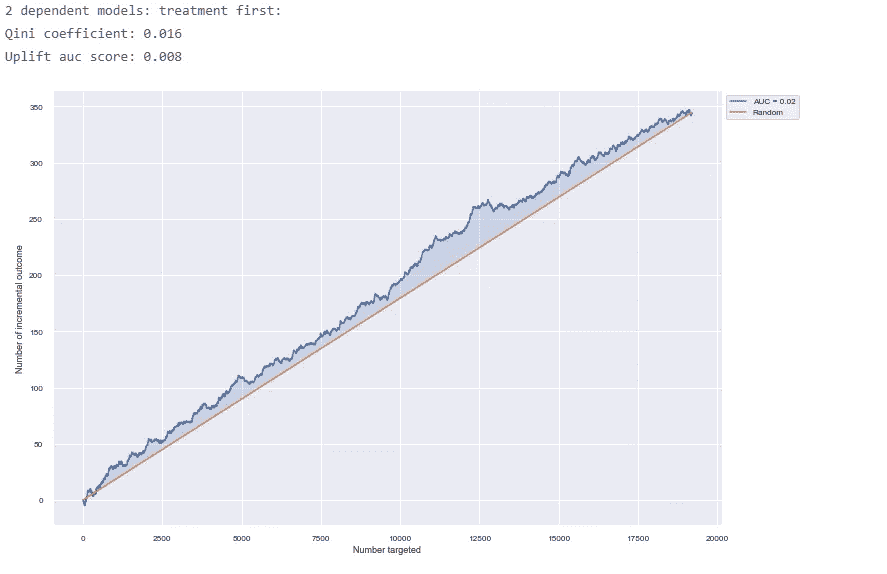 2 dependent models: treatment first:
Qini coefficient: 0.016
Uplift auc score: 0.008
AUC = 0.02
Random
350
300
250
200
150
100
50
0
Number of incremental outcome
0 2500 5000 7500 10000 12500 15000 17500 20000
Number targeted